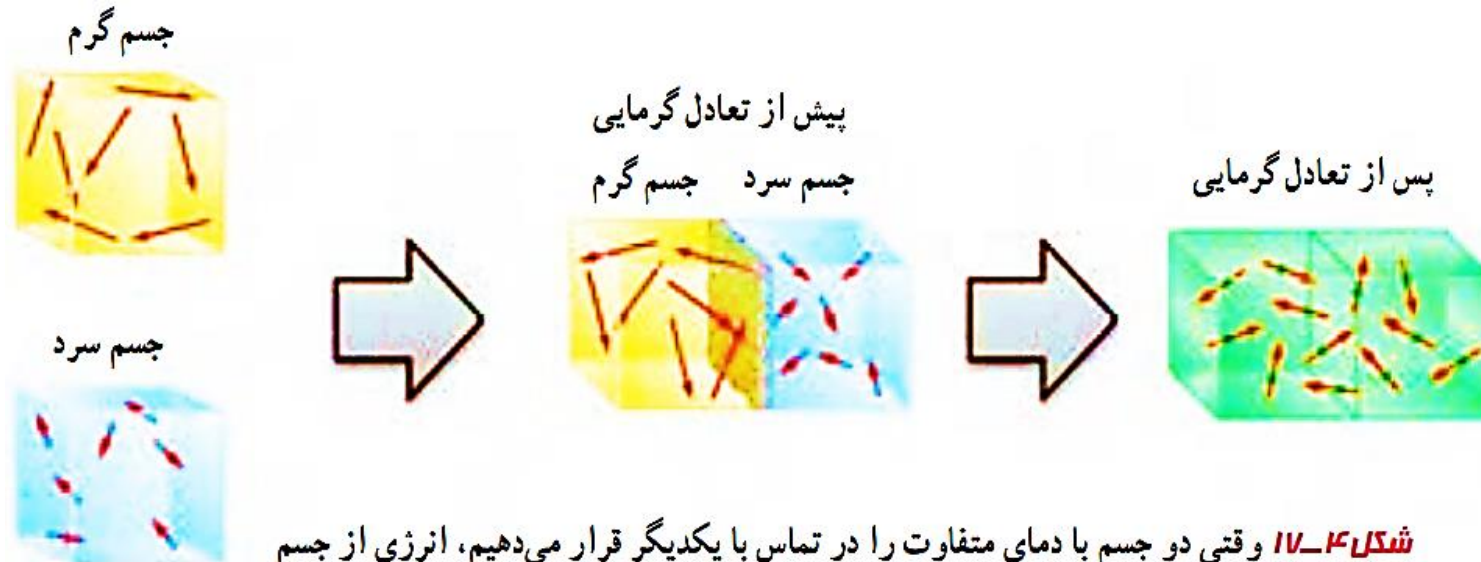 جسم گرم
پیش از تعادل گرمایی
جسم گرم جسم سرد
پس از تعادل گرمایی
جسم سرد
شکل ۴ــ۱۷ وقتی دو جسم با دمای متفاوت را در تماس با یکدیگر قرار می‌دهیم، انرژی از جسم